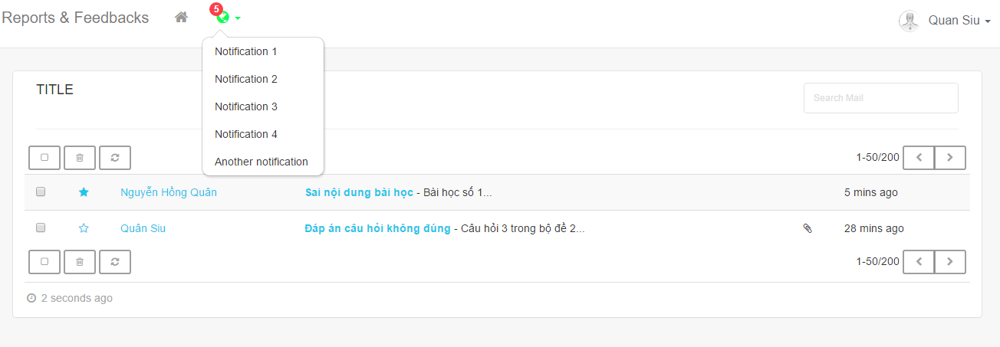 Reports & Feedbacks
5
Quan Siu
Notification 1
Notification 2
Notification 3
Notification 4
Another notification
TITLE
Search Mail
1-50/200
Nguyễn Hồng Quân
Sai nội dung bài học - Bài học số 1...
5 mins ago
Quân Siu
Đáp án câu hỏi không đúng - Câu hỏi 3 trong bộ đề 2...
28 mins ago
1-50/200
2 seconds ago